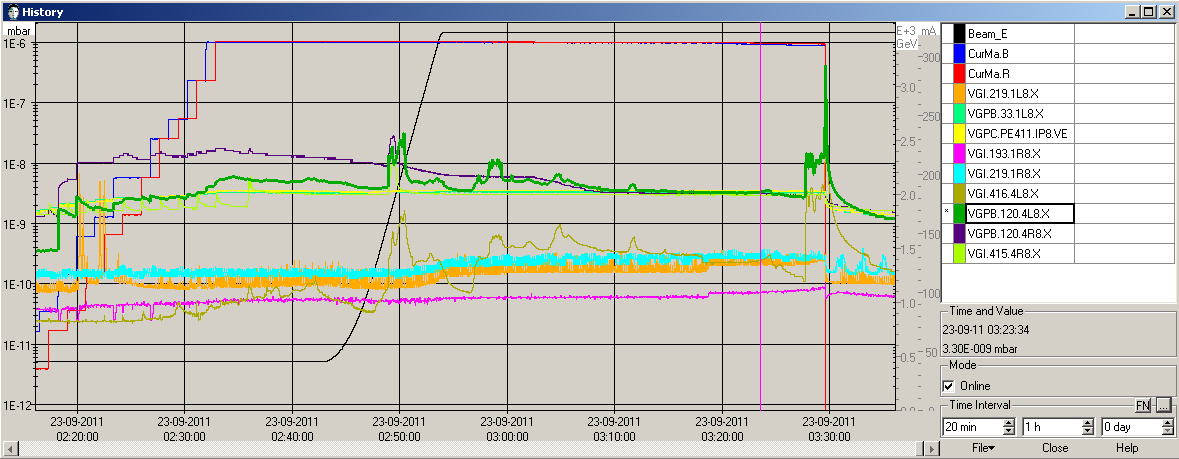 History
mbar
1E-6
1E-7
1E-8
1E-9
1E-10
1E-11
1E-12
E+3 mA
GeV
300
3.0
250
2.5
200
2.0
150
1.5
100
1.0
50
0.5
0.0 0
23-09-2011 23-09-2011 23-09-2011 23-09-2011 23-09-2011 23-09-2011 23-09-2011 23-09-2011
02:20:00 02:30:00 02:40:00 02:50:00 03:00:00 03:10:00 03:20:00 03:30:00
Beam_E
CurMa.B
CurMa.R
VGI.219.1L8.X
VGPB.33.1L8.X
VGPC.PE411.IP8.VE
VGI.193.1R8.X
VGI.219.1R8.X
VGI.416.4L8.X
* VGPB.120.4L8.X
VGPB.120.4R8.X
VGI.415.4R8.X
Time and Value
23-09-11 03:23:34
3.30E-009 mbar
Mode
Online
Time Interval FN ...
20 min 1 h 0 day
File Close Help